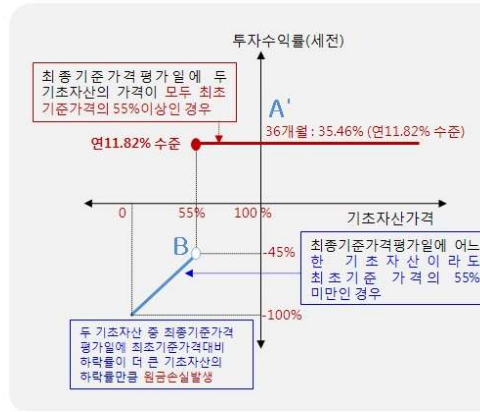 투자수익률(세전)
최종기준가격평가일에 두
기초자산의 가격이 모두 최초
기준가격의 55%이상인 경우
A'
36개월 : 35.46% (연11.82% 수준)
연11.82% 수준
0 55% 100 %
기초자산가격
B
-45%
최종기준가격평가일에 어느
한 기초자산이라도
최초기준 가격의 55%
미만인 경우
-100%
두 기초자산 중 최종기준가격
평가일에 최초기준가격대비
하락률이 더 큰 기초자산의
하락률만큼 원금손실발생